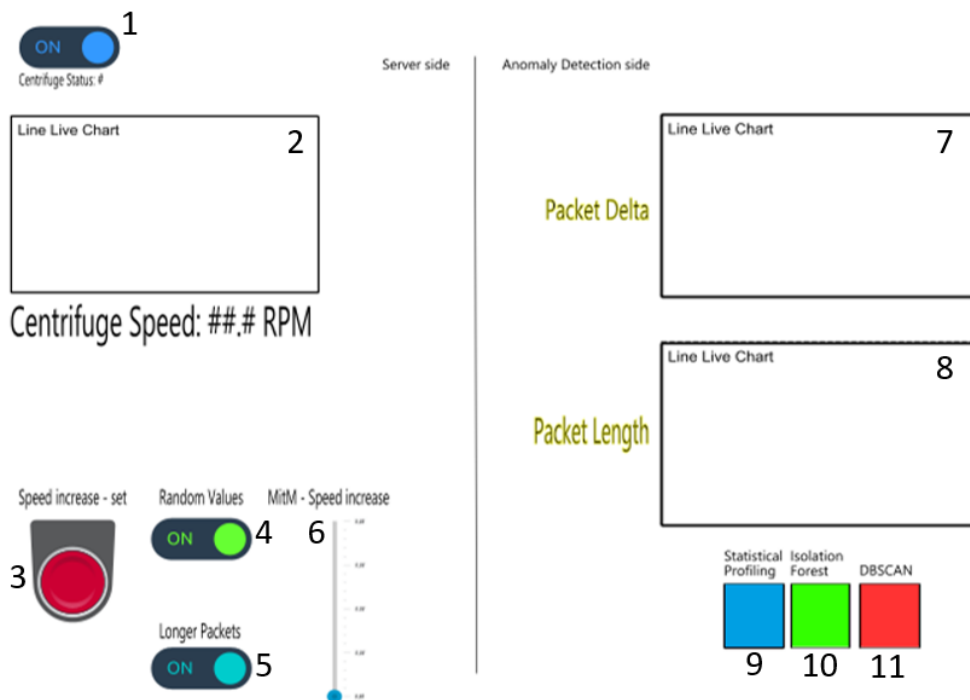 1
ON
Centrifuge Status: #
Server side
Anomaly Detection side
Line Live Chart
2
Centrifuge Speed: ##.# RPM
Line Live Chart
7
Packet Delta
Line Live Chart
8
Packet Length
Speed increase - set
3
Random Values
ON
4
Longer Packets
ON
5
MitM - Speed increase
6
Statistical
Profiling
9
Isolation
Forest
10
DBSCAN
11